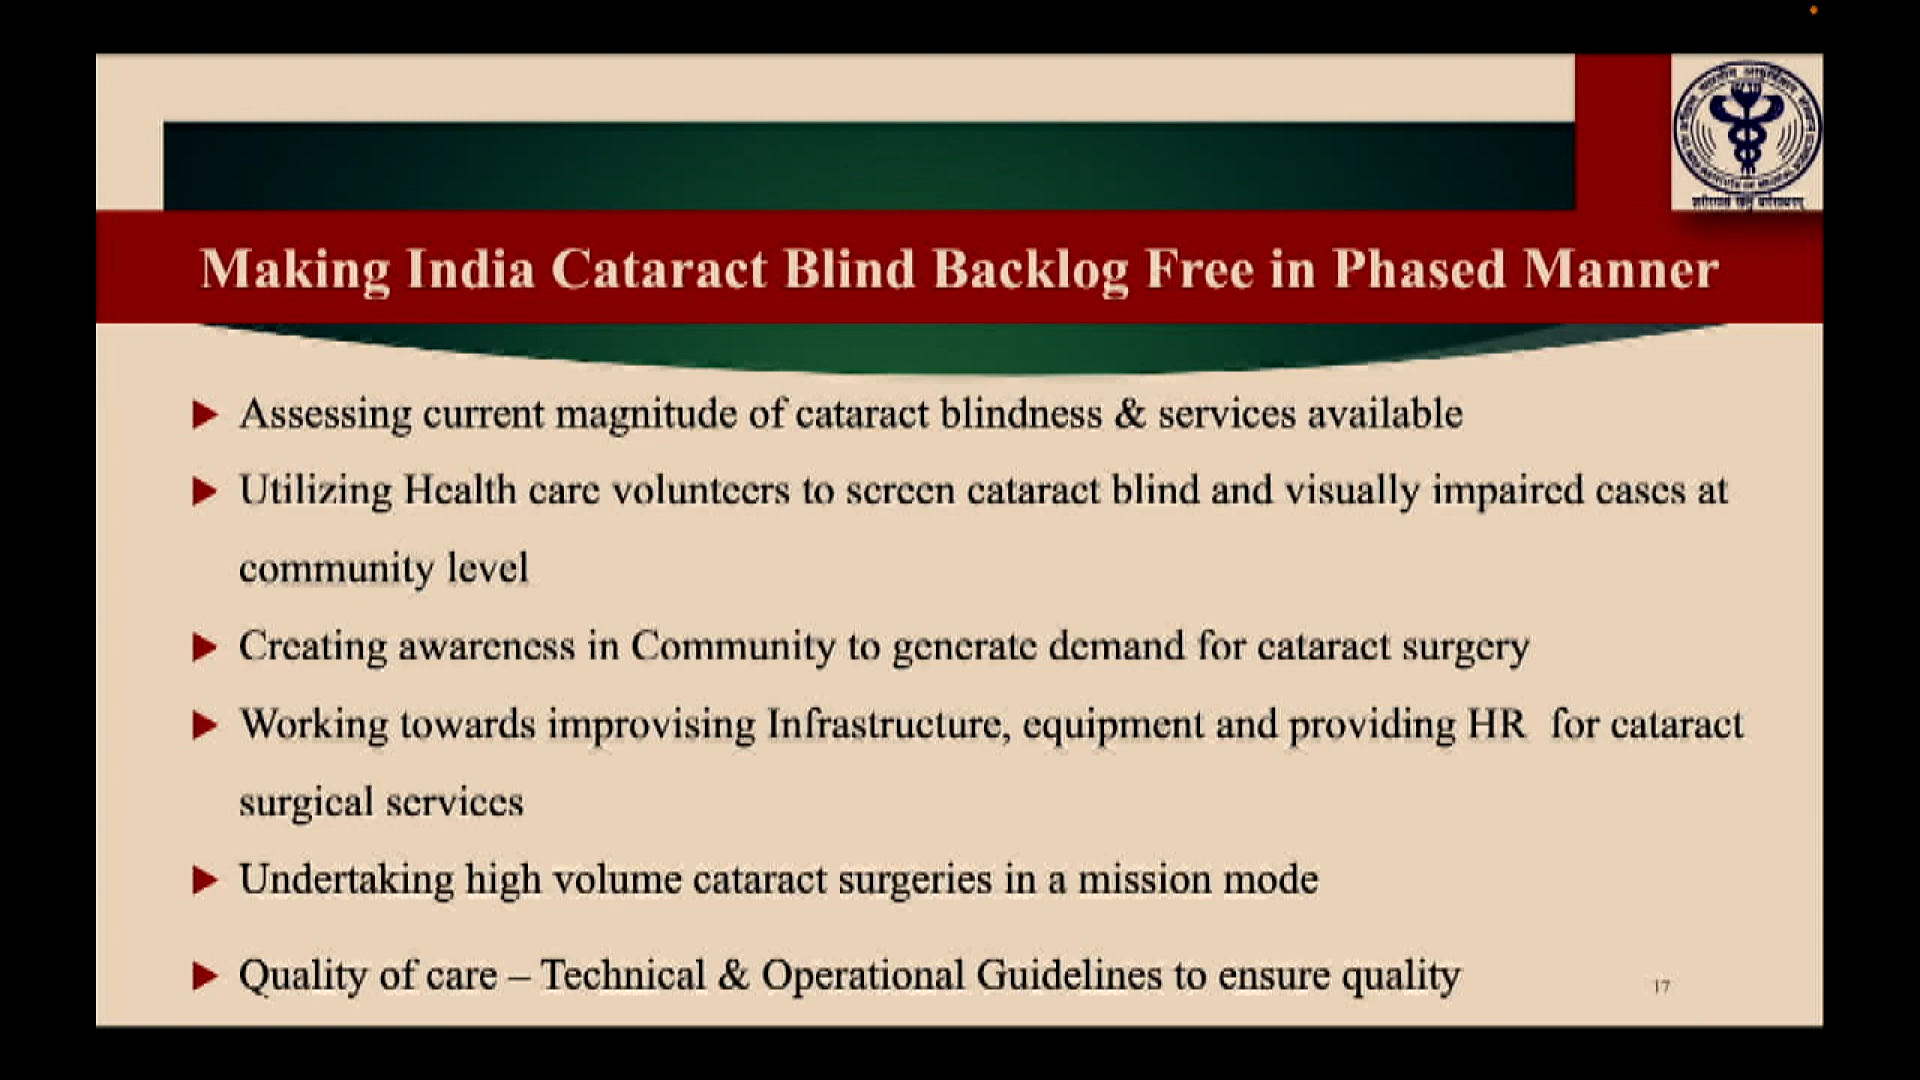 Making India Cataract Blind Backlog Free in Phased Manner
Assessing current magnitude of cataract blindness & services available
Utilizing Health care volunteers to screen cataract blind and visually impaired cases at
community level
Creating awareness in Community to generate demand for cataract surgery
Working towards improvising Infrastructure, equipment and providing HR for cataract
surgical services
Undertaking high volume cataract surgeries in a mission mode
Quality of care – Technical & Operational Guidelines to ensure quality
17